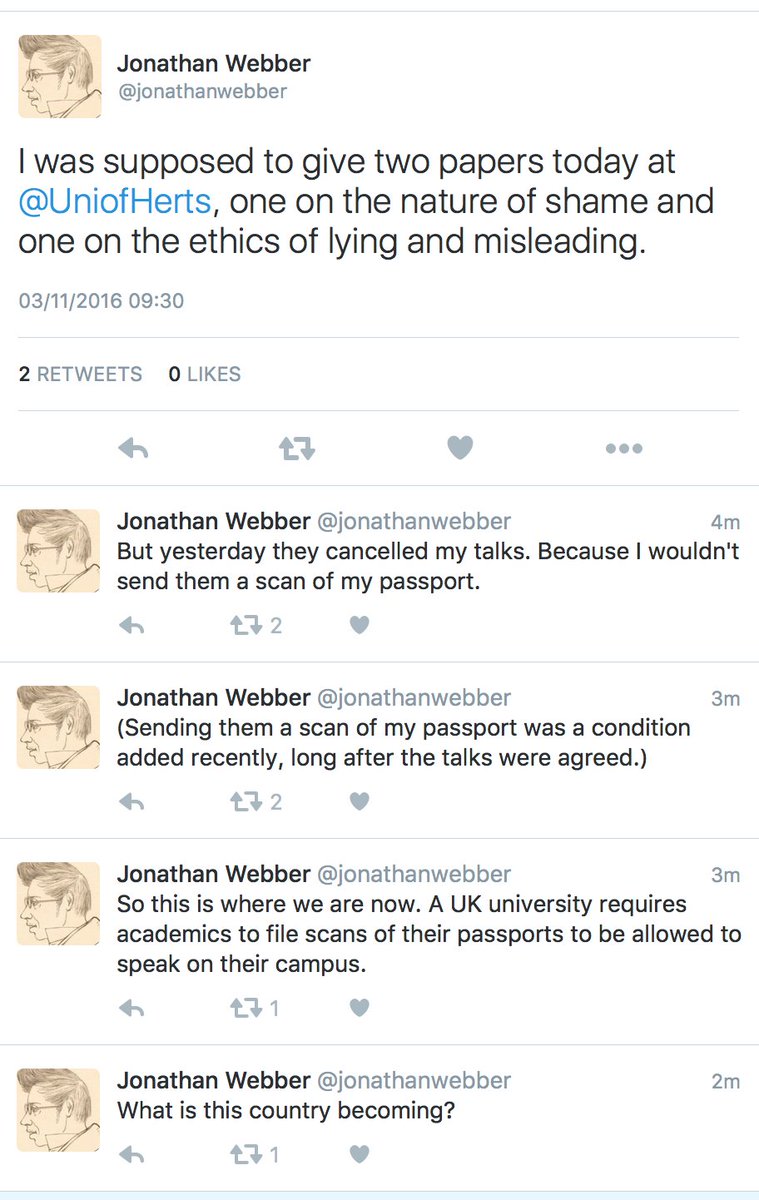 Jonathan Webber
@jonathanwebber
I was supposed to give two papers today at
@UniofHerts, one on the nature of shame and
one on the ethics of lying and misleading.
03/11/2016 09:30
2 RETWEETS 0 LIKES
Jonathan Webber @jonathanwebber 4m
But yesterday they cancelled my talks. Because I wouldn't
send them a scan of my passport.
2
Jonathan Webber @jonathanwebber 3m
(Sending them a scan of my passport was a condition
added recently, long after the talks were agreed.)
2
Jonathan Webber @jonathanwebber 3m
So this is where we are now. A UK university requires
academics to file scans of their passports to be allowed to
speak on their campus.
1
Jonathan Webber @jonathanwebber 2m
What is this country becoming?
1